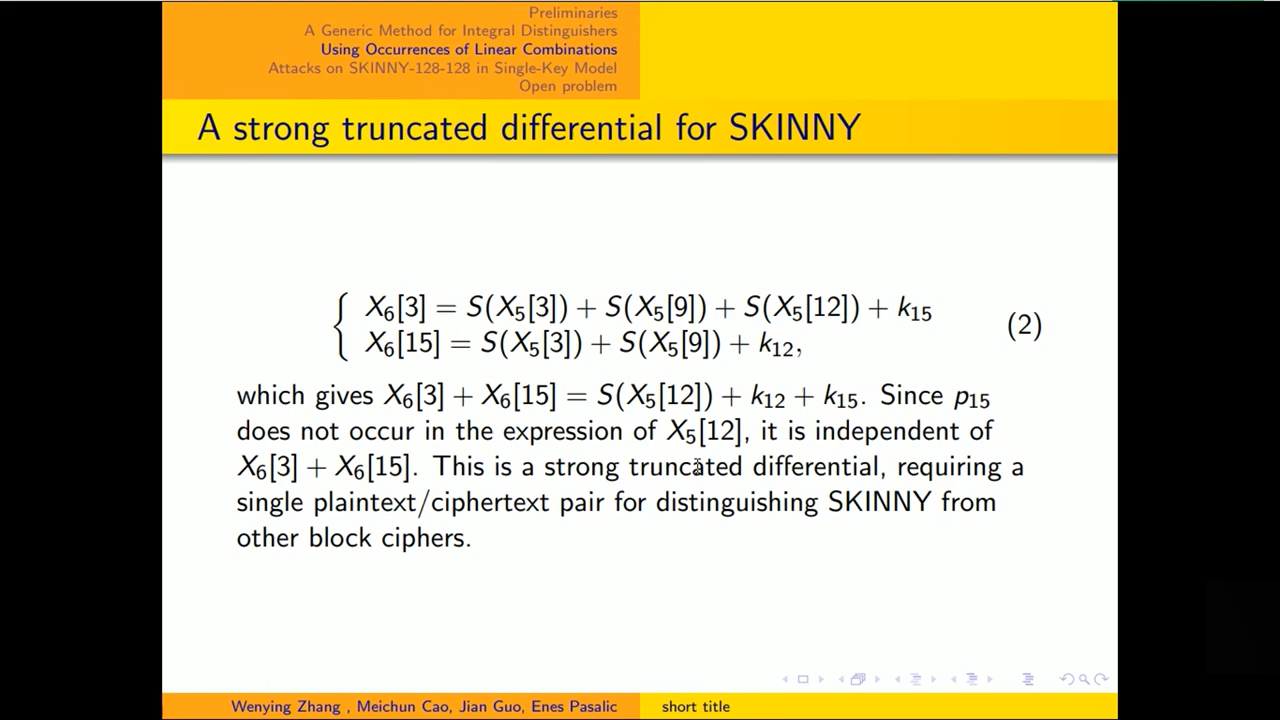 Preliminaries
A Generic Method for Integral Distinguishers
Using Occurrences of Linear Combinations
Attacks on SKINNY-128-128 in Single-Key Model
Open problem
A strong truncated differential for SKINNY
X₆[3] = S(X₅[3]) + S(X₅[9]) + S(X₅[12]) + k₁₅
X₆[15] = S(X₅[3]) + S(X₅[9]) + k₁₂,
(2)
which gives X₆[3] + X₆[15] = S(X₅[12]) + k₁₂ + k₁₅. Since p₁₅
does not occur in the expression of X₅[12], it is independent of
X₆[3] + X₆[15]. This is a strong truncated differential, requiring a
single plaintext/ciphertext pair for distinguishing SKINNY from
other block ciphers.
Wenying Zhang , Meichun Cao, Jian Guo, Enes Pasalic
short title